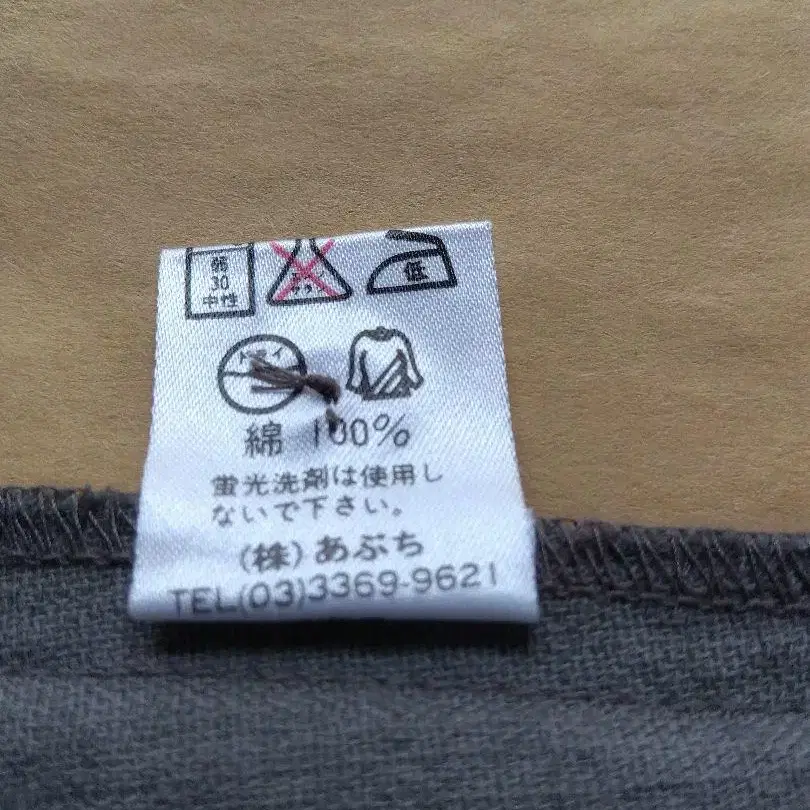 弱
30
中性
低
ドライ
綿 100%
蛍光洗剤は使用し
ないで下さい。
(株)あぶち
TEL(03)3369-9621